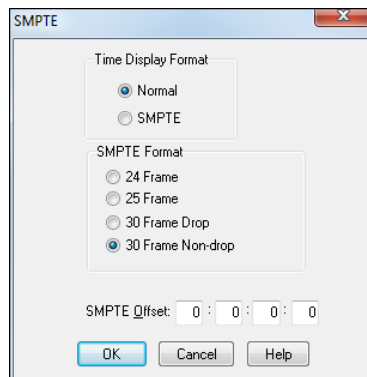 SMPTE
Time Display Format
Normal
SMPTE
SMPTE Format
24 Frame
25 Frame
30 Frame Drop
30 Frame Non-drop
SMPTE Offset: 0 : 0 : 0 : 0
OK Cancel Help